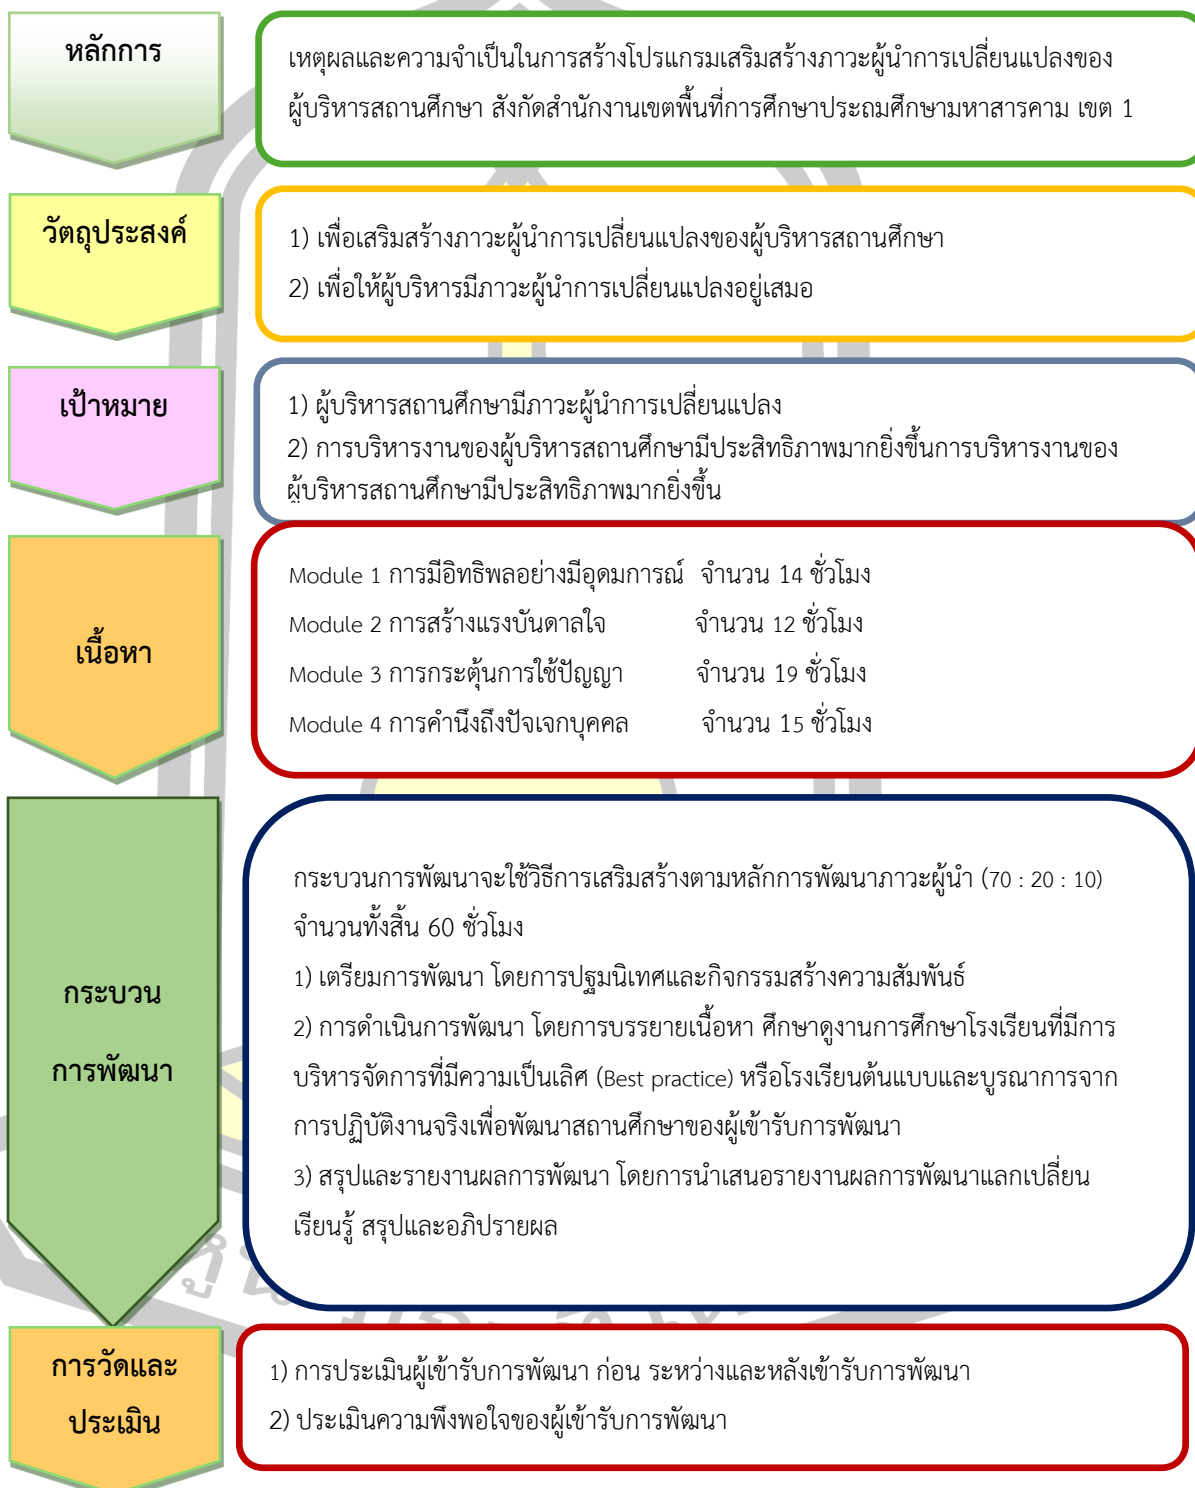 หลักการ
เหตุผลและความจำเป็นในการสร้างโปรแกรมเสริมสร้างภาวะผู้นำการเปลี่ยนแปลงของ
ผู้บริหารสถานศึกษา สังกัดสำนักงานเขตพื้นที่การศึกษาประถมศึกษามหาสารคาม เขต 1
วัตถุประสงค์
1) เพื่อเสริมสร้างภาวะผู้นำการเปลี่ยนแปลงของผู้บริหารสถานศึกษา
2) เพื่อให้ผู้บริหารมีภาวะผู้นำการเปลี่ยนแปลงอยู่เสมอ
เป้าหมาย
1) ผู้บริหารสถานศึกษามีภาวะผู้นำการเปลี่ยนแปลง
2) การบริหารงานของผู้บริหารสถานศึกษามีประสิทธิภาพมากยิ่งขึ้นการบริหารงานของ
ผู้บริหารสถานศึกษามีประสิทธิภาพมากยิ่งขึ้น
เนื้อหา
Module 1 การมีอิทธิพลอย่างมีอุดมการณ์ จำนวน 14 ชั่วโมง
Module 2 การสร้างแรงบันดาลใจ จำนวน 12 ชั่วโมง
Module 3 การกระตุ้นการใช้ปัญญา จำนวน 19 ชั่วโมง
Module 4 การคำนึงถึงปัจเจกบุคคล จำนวน 15 ชั่วโมง
กระบวน
การพัฒนา
กระบวนการพัฒนาจะใช้วิธีการเสริมสร้างตามหลักการพัฒนาภาวะผู้นำ (70 : 20 : 10)
จำนวนทั้งสิ้น 60 ชั่วโมง
1) เตรียมการพัฒนา โดยการปฐมนิเทศและกิจกรรมสร้างความสัมพันธ์
2) การดำเนินการพัฒนา โดยการบรรยายเนื้อหา ศึกษาดูงานการศึกษาโรงเรียนที่มีการ
บริหารจัดการที่มีความเป็นเลิศ (Best practice) หรือโรงเรียนต้นแบบและบูรณาการจาก
การปฏิบัติงานจริงเพื่อพัฒนาสถานศึกษาของผู้เข้ารับการพัฒนา
3) สรุปและรายงานผลการพัฒนา โดยการนำเสนอรายงานผลการพัฒนาแลกเปลี่ยน
เรียนรู้ สรุปและอภิปรายผล
การวัดและ
ประเมิน
1) การประเมินผู้เข้ารับการพัฒนา ก่อน ระหว่างและหลังเข้ารับการพัฒนา
2) ประเมินความพึงพอใจของผู้เข้ารับการพัฒนา